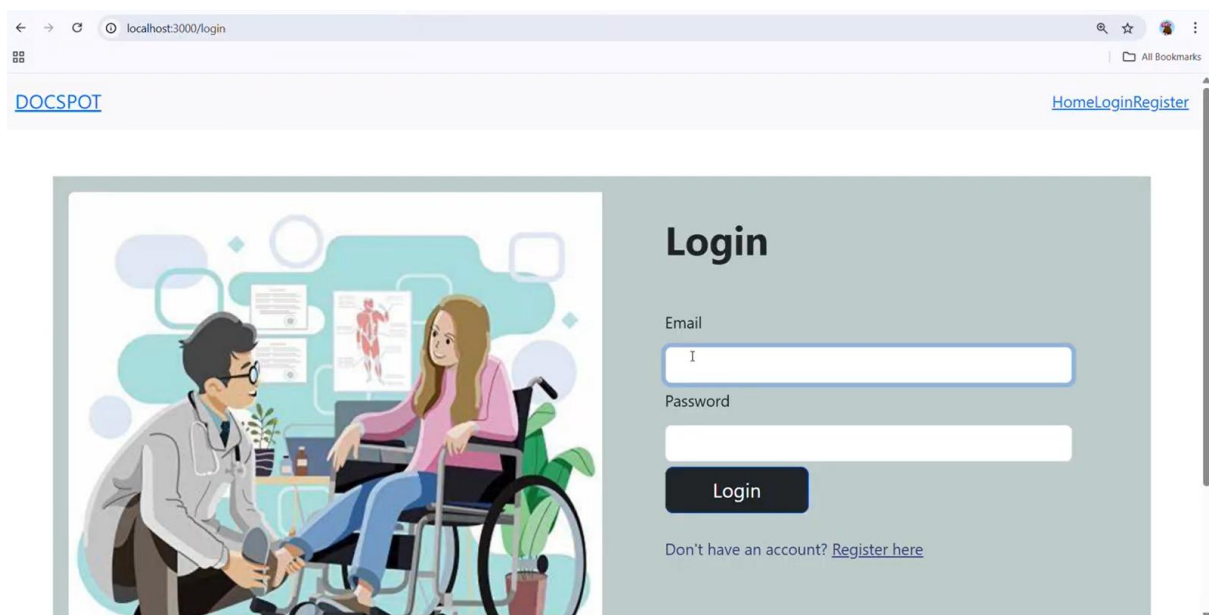 localhost:3000/login
All Bookmarks
DOCSPOT
HomeLoginRegister
Login
Email
Password
Login
Don't have an account? Register here